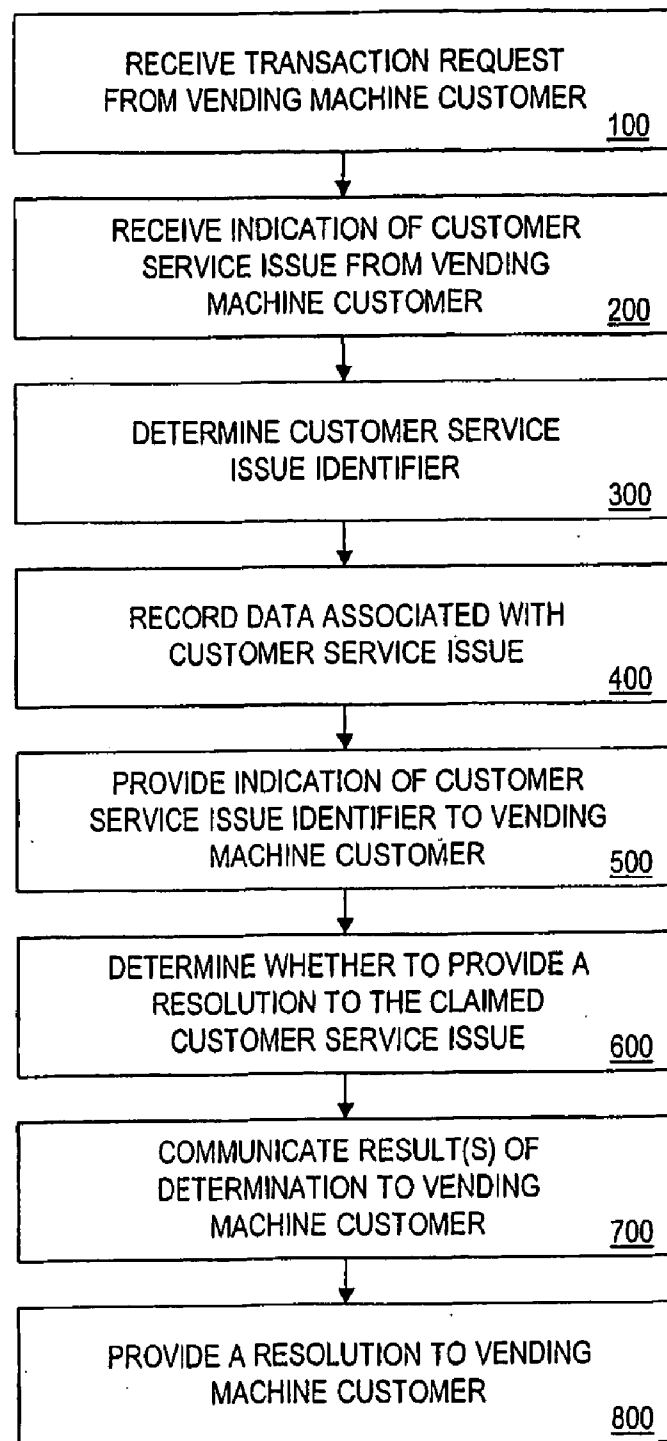 RECEIVE TRANSACTION REQUEST
FROM VENDING MACHINE CUSTOMER
100
RECEIVE INDICATION OF CUSTOMER
SERVICE ISSUE FROM VENDING
MACHINE CUSTOMER
200
DETERMINE CUSTOMER SERVICE
ISSUE IDENTIFIER
300
RECORD DATA ASSOCIATED WITH
CUSTOMER SERVICE ISSUE
400
PROVIDE INDICATION OF CUSTOMER
SERVICE ISSUE IDENTIFIER TO VENDING
MACHINE CUSTOMER
500
DETERMINE WHETHER TO PROVIDE A
RESOLUTION TO THE CLAIMED
CUSTOMER SERVICE ISSUE
600
COMMUNICATE RESULT(S) OF
DETERMINATION TO VENDING
MACHINE CUSTOMER
700
PROVIDE A RESOLUTION TO VENDING
MACHINE CUSTOMER
800